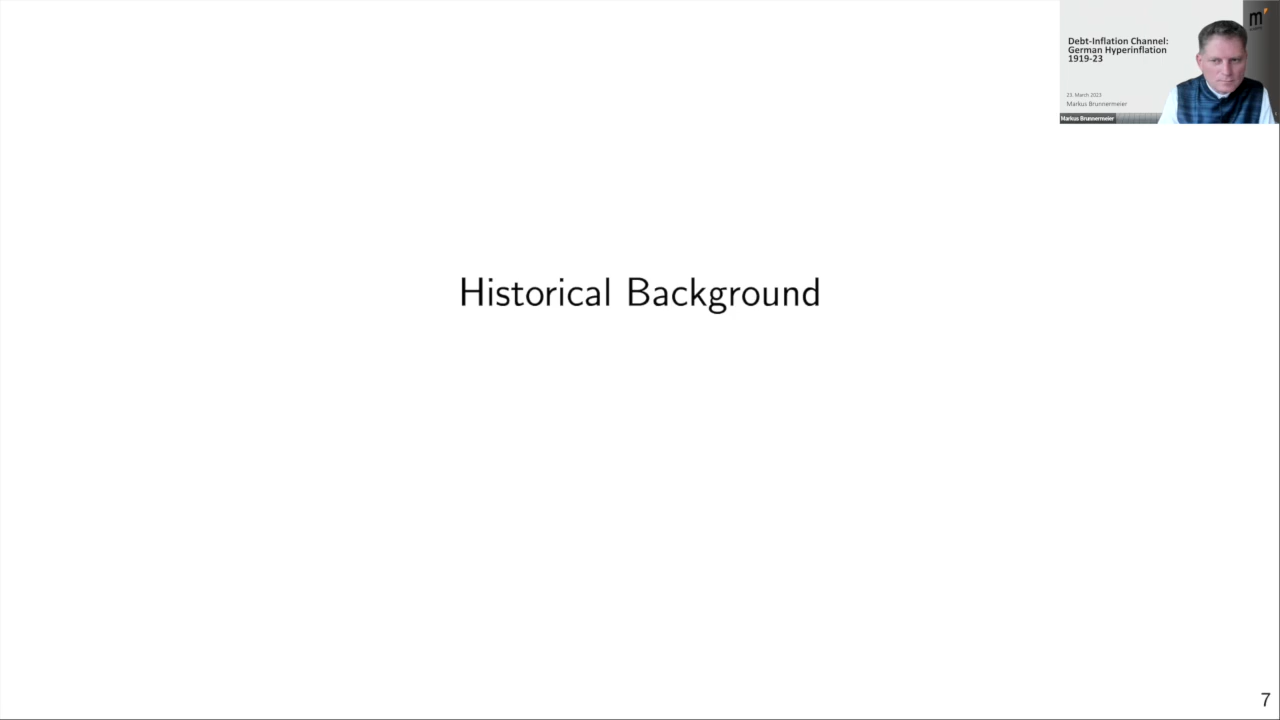 Historical Background
Debt-Inflation Channel:
German Hyperinflation
1919-23
23. March 2023
Markus Brunnermeier
Markus Brunnermeier
m
7